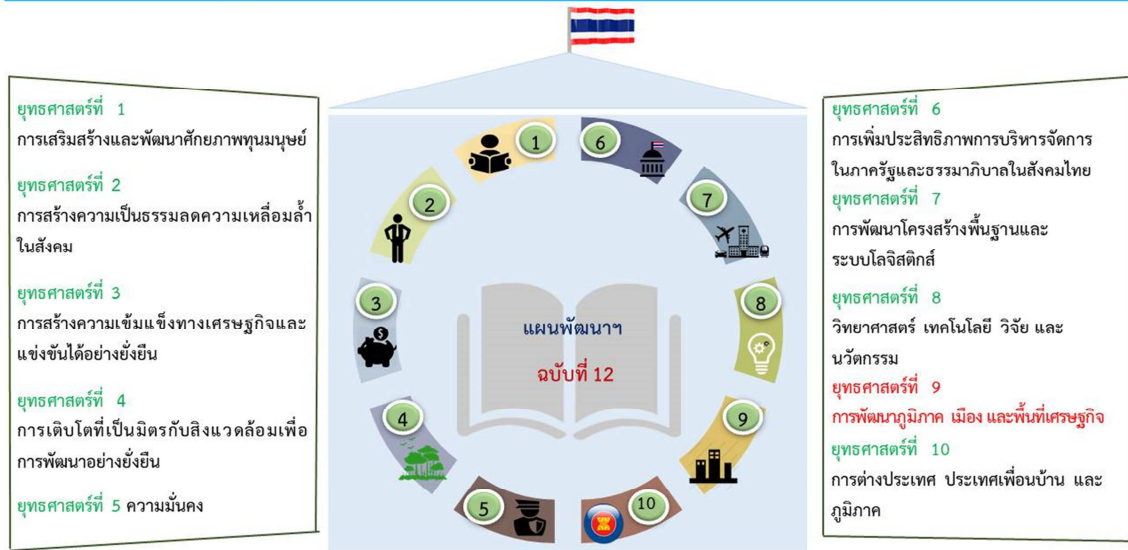 ยุทธศาสตร์ที่ 1
การเสริมสร้างและพัฒนาศักยภาพทุนมนุษย์
ยุทธศาสตร์ที่ 2
การสร้างความเป็นธรรมลดความเหลื่อมล้ำ
ในสังคม
ยุทธศาสตร์ที่ 3
การสร้างความเข้มแข็งทางเศรษฐกิจและ
แข่งขันได้อย่างยั่งยืน
ยุทธศาสตร์ที่ 4
การเติบโตที่เป็นมิตรกับสิ่งแวดล้อมเพื่อ
การพัฒนาอย่างยั่งยืน
ยุทธศาสตร์ที่ 5 ความมั่นคง
1
2
3
4
5
6
7
8
9
10
แผนพัฒนาฯ
ฉบับที่ 12
ยุทธศาสตร์ที่ 6
การเพิ่มประสิทธิภาพการบริหารจัดการ
ในภาครัฐและธรรมาภิบาลในสังคมไทย
ยุทธศาสตร์ที่ 7
การพัฒนาโครงสร้างพื้นฐานและ
ระบบโลจิสติกส์
ยุทธศาสตร์ที่ 8
วิทยาศาสตร์ เทคโนโลยี วิจัย และ
นวัตกรรม
ยุทธศาสตร์ที่ 9
การพัฒนาภูมิภาค เมือง และพื้นที่เศรษฐกิจ
ยุทธศาสตร์ที่ 10
การต่างประเทศ ประเทศเพื่อนบ้าน และ
ภูมิภาค